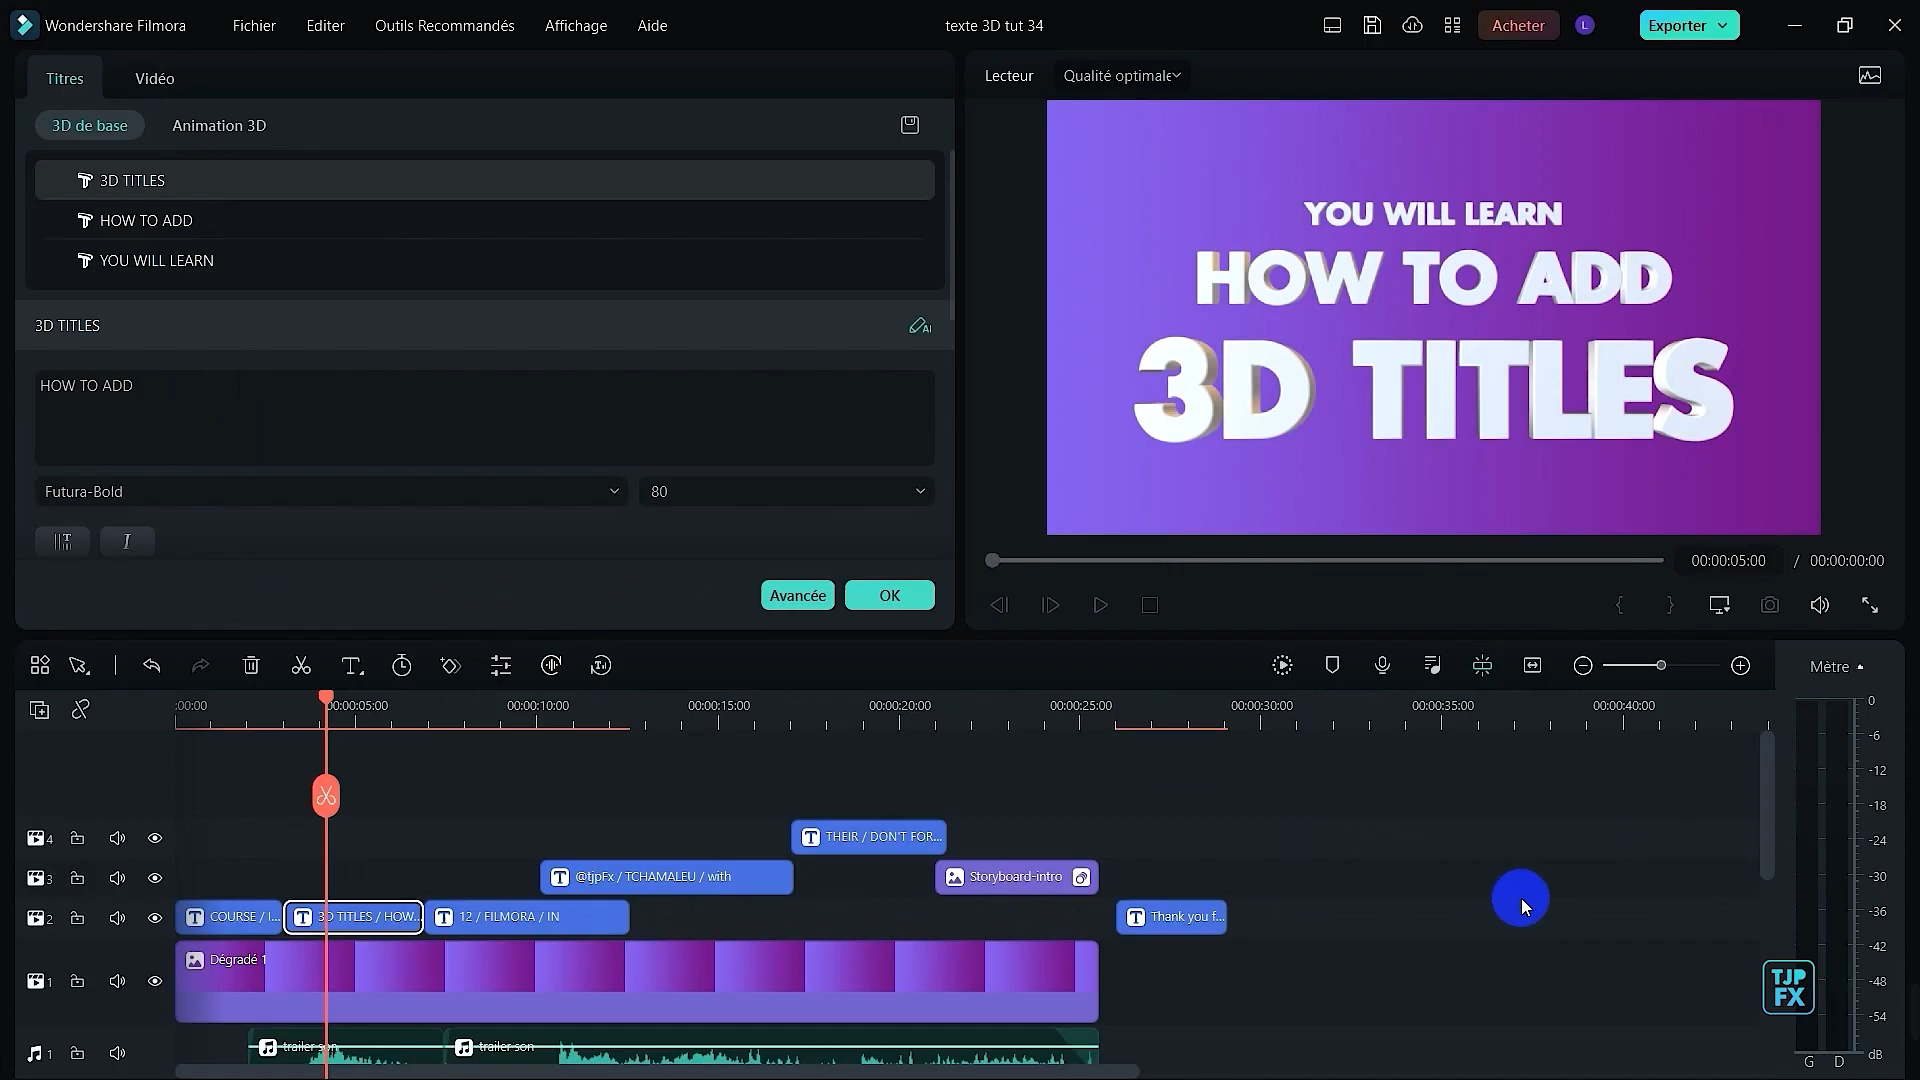 Wondershare Filmora
Fichier
Editer
Outils Recommandés
Affichage
Aide
texte 3D tut 34
Acheter
L
Exporter
Titres
Vidéo
3D de base
Animation 3D
3D TITLES
HOW TO ADD
YOU WILL LEARN
3D TITLES
AI
HOW TO ADD
Futura-Bold
80
I
Avancée
OK
Lecteur
Qualité optimale
YOU WILL LEARN
HOW TO ADD
3D TITLES
00:00:05:00 / 00:00:00:00
Mètre
:00:00
00:00:05:00
00:00:10:00
00:00:15:00
00:00:20:00
00:00:25:00
00:00:30:00
00:00:35:00
00:00:40:00
4
THEIR / DON'T FOR...
3
@tjpFx / TCHAMALEU / with
Storyboard-intro
2
COURSE / I...
3D TITLES / HOW...
12 / FILMORA / IN
Thank you f...
1
Dégradé 1
1
trailer son
trailer son
0
-6
-12
-18
-24
-30
-36
-42
-48
-54
dB
G D
TJP
FX